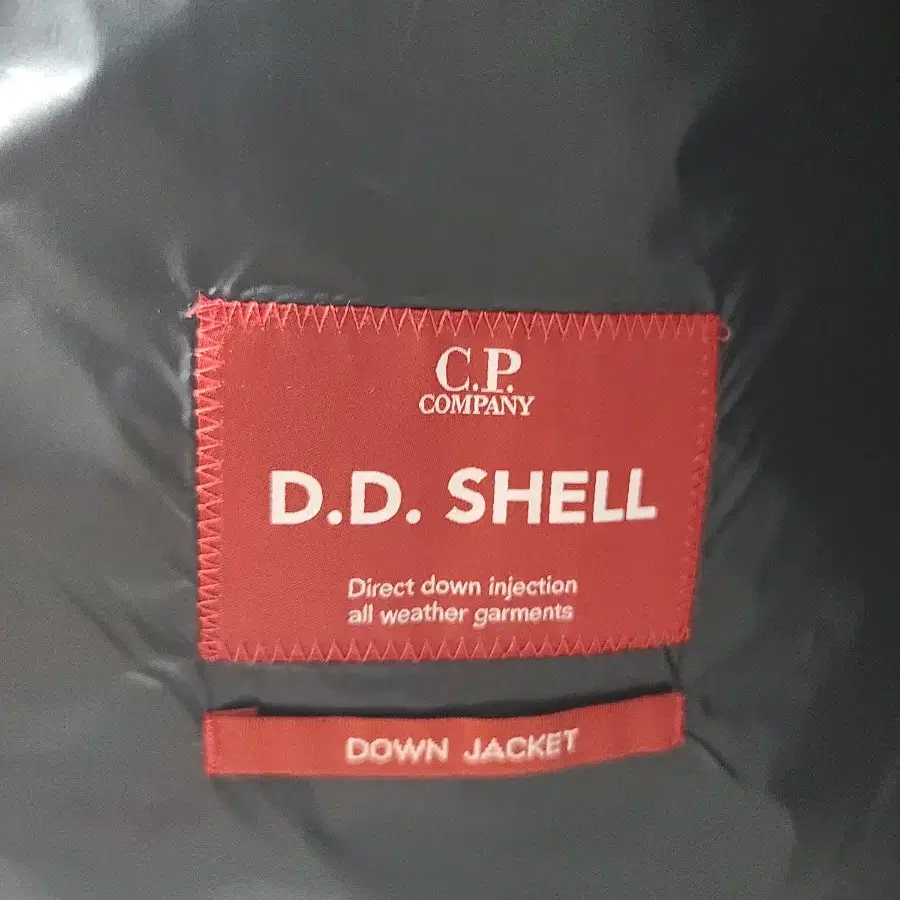 C.P.
COMPANY
D.D. SHELL
Direct down injection
all weather garments
DOWN JACKET